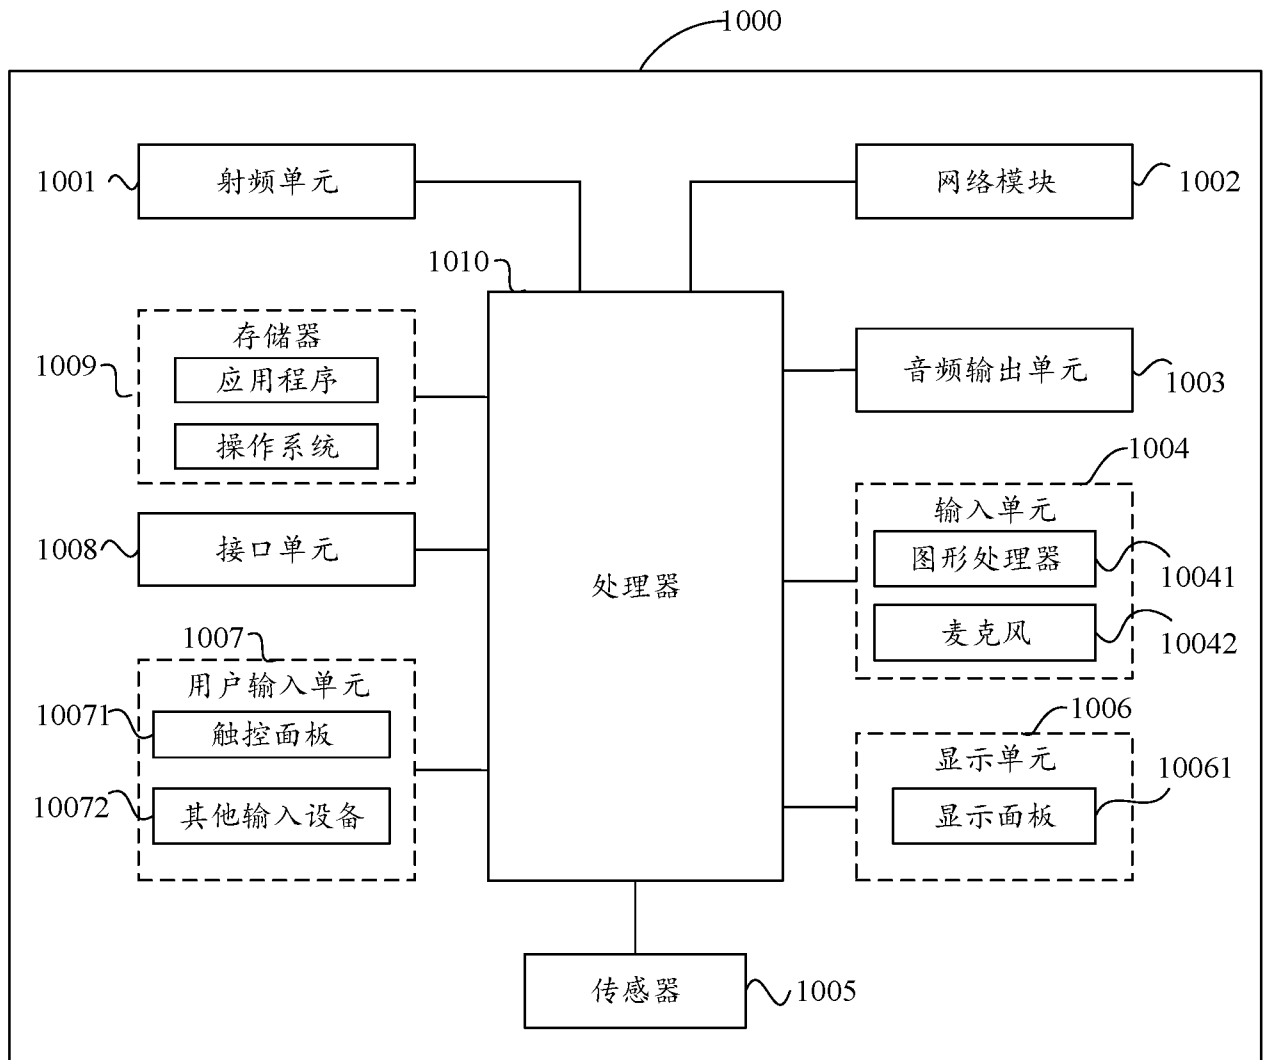 1000
1001
射频单元
网络模块
1002
1010
存储器
1009
应用程序
操作系统
音频输出单元
1003
1004
输入单元
图形处理器
10041
麦克风
10042
1008
接口单元
处理器
1007
用户输入单元
10071
触控面板
10072
其他输入设备
1006
显示单元
10061
显示面板
传感器
1005